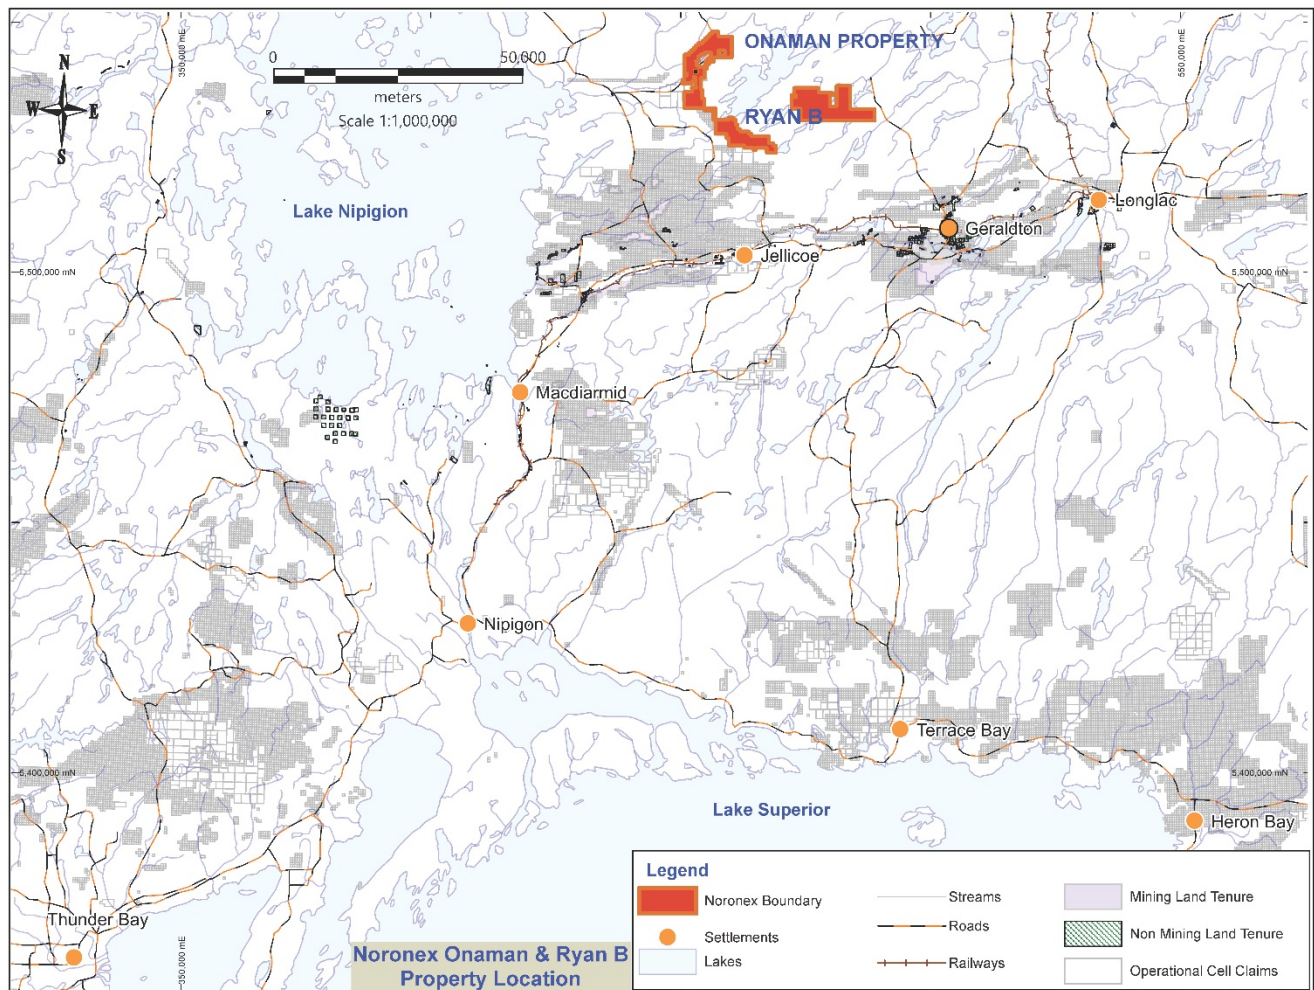 350,000 mE
550,000 mE
0
50,000
meters
Scale 1:1,000,000
N
W
E
S
ONAMAN PROPERTY
RYAN B
Lake Nipigion
Longlac
Geraldton
Jellicoe
5,500,000 mN
5,500,000 mN
Macdiarmid
Nipigon
Terrace Bay
5,400,000 mN
5,400,000 mN
Lake Superior
Heron Bay
Thunder Bay
350,000 mE
Noronex Onaman & Ryan B
Property Location
Legend
Noronex Boundary
Settlements
Lakes
Streams
Roads
Railways
Mining Land Tenure
Non Mining Land Tenure
Operational Cell Claims